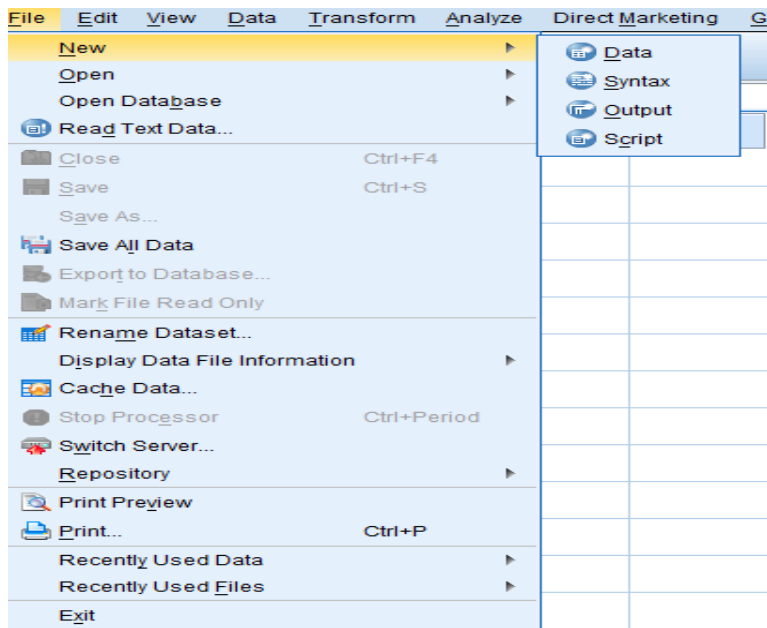 File Edit View Data Transform Analyze Direct Marketing G
New
Open
Open Database
Read Text Data...
Close Ctrl+F4
Save Ctrl+S
Save As...
Save All Data
Export to Database...
Mark File Read Only
Rename Dataset...
Display Data File Information
Cache Data...
Stop Processor Ctrl+Period
Switch Server...
Repository
Print Preview
Print... Ctrl+P
Recently Used Data
Recently Used Files
Exit
Data
Syntax
Output
Script